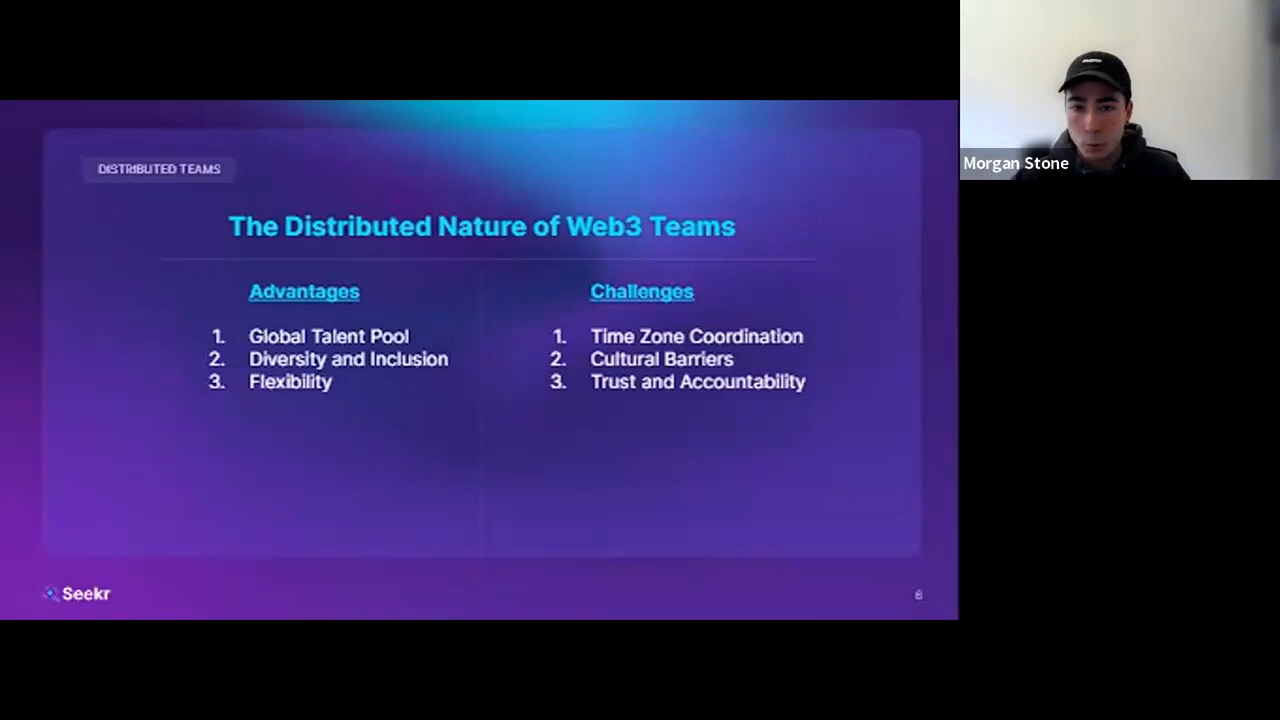 DISTRIBUTED TEAMS
The Distributed Nature of Web3 Teams
Advantages
1. Global Talent Pool
2. Diversity and Inclusion
3. Flexibility
Challenges
1. Time Zone Coordination
2. Cultural Barriers
3. Trust and Accountability
Seekr
6
Morgan Stone